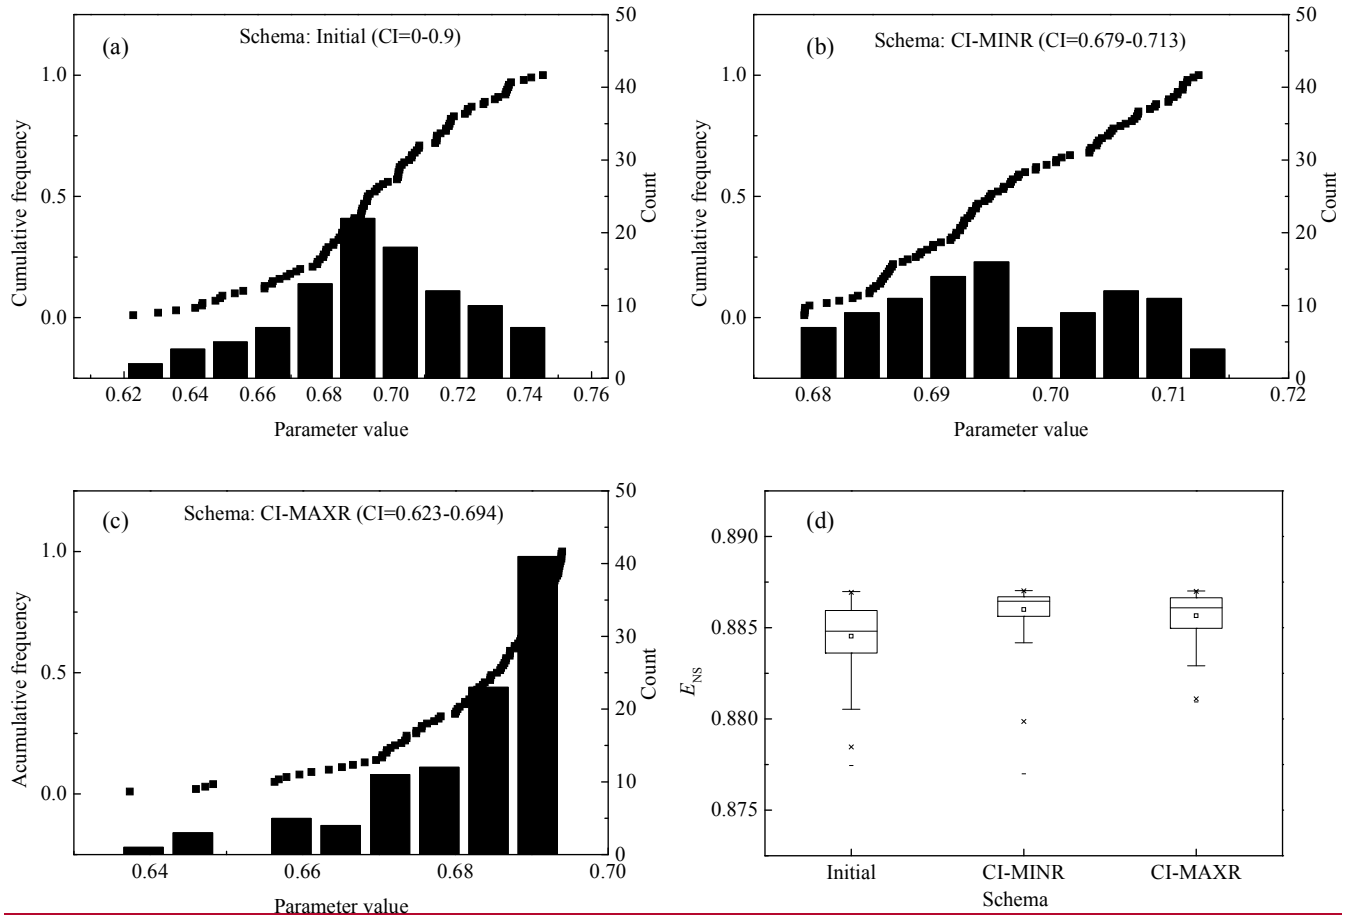 (a)
Schema: Initial (CI=0-0.9)
Cumulative frequency
1.0
0.5
0.0
50
40
30
20
10
0
Count
0.62 0.64 0.66 0.68 0.70 0.72 0.74 0.76
Parameter value
(b)
Schema: CI-MINR (CI=0.679-0.713)
Cumulative frequency
1.0
0.5
0.0
50
40
30
20
10
0
Count
0.68 0.69 0.70 0.71 0.72
Parameter value
(c)
Schema: CI-MAXR (CI=0.623-0.694)
Acumulative frequency
1.0
0.5
0.0
50
40
30
20
10
0
Count
0.64 0.66 0.68 0.70
Parameter value
(d)
0.890
0.885
0.880
0.875
E_NS
Initial CI-MINR CI-MAXR
Schema